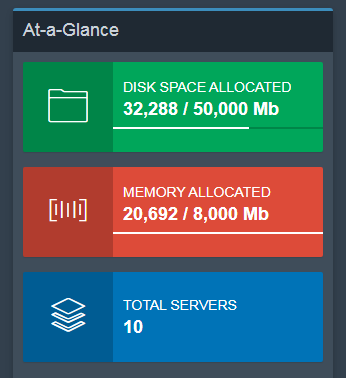 At-a-Glance
DISK SPACE ALLOCATED
32,288 / 50,000 Mb
MEMORY ALLOCATED
20,692 / 8,000 Mb
TOTAL SERVERS
10